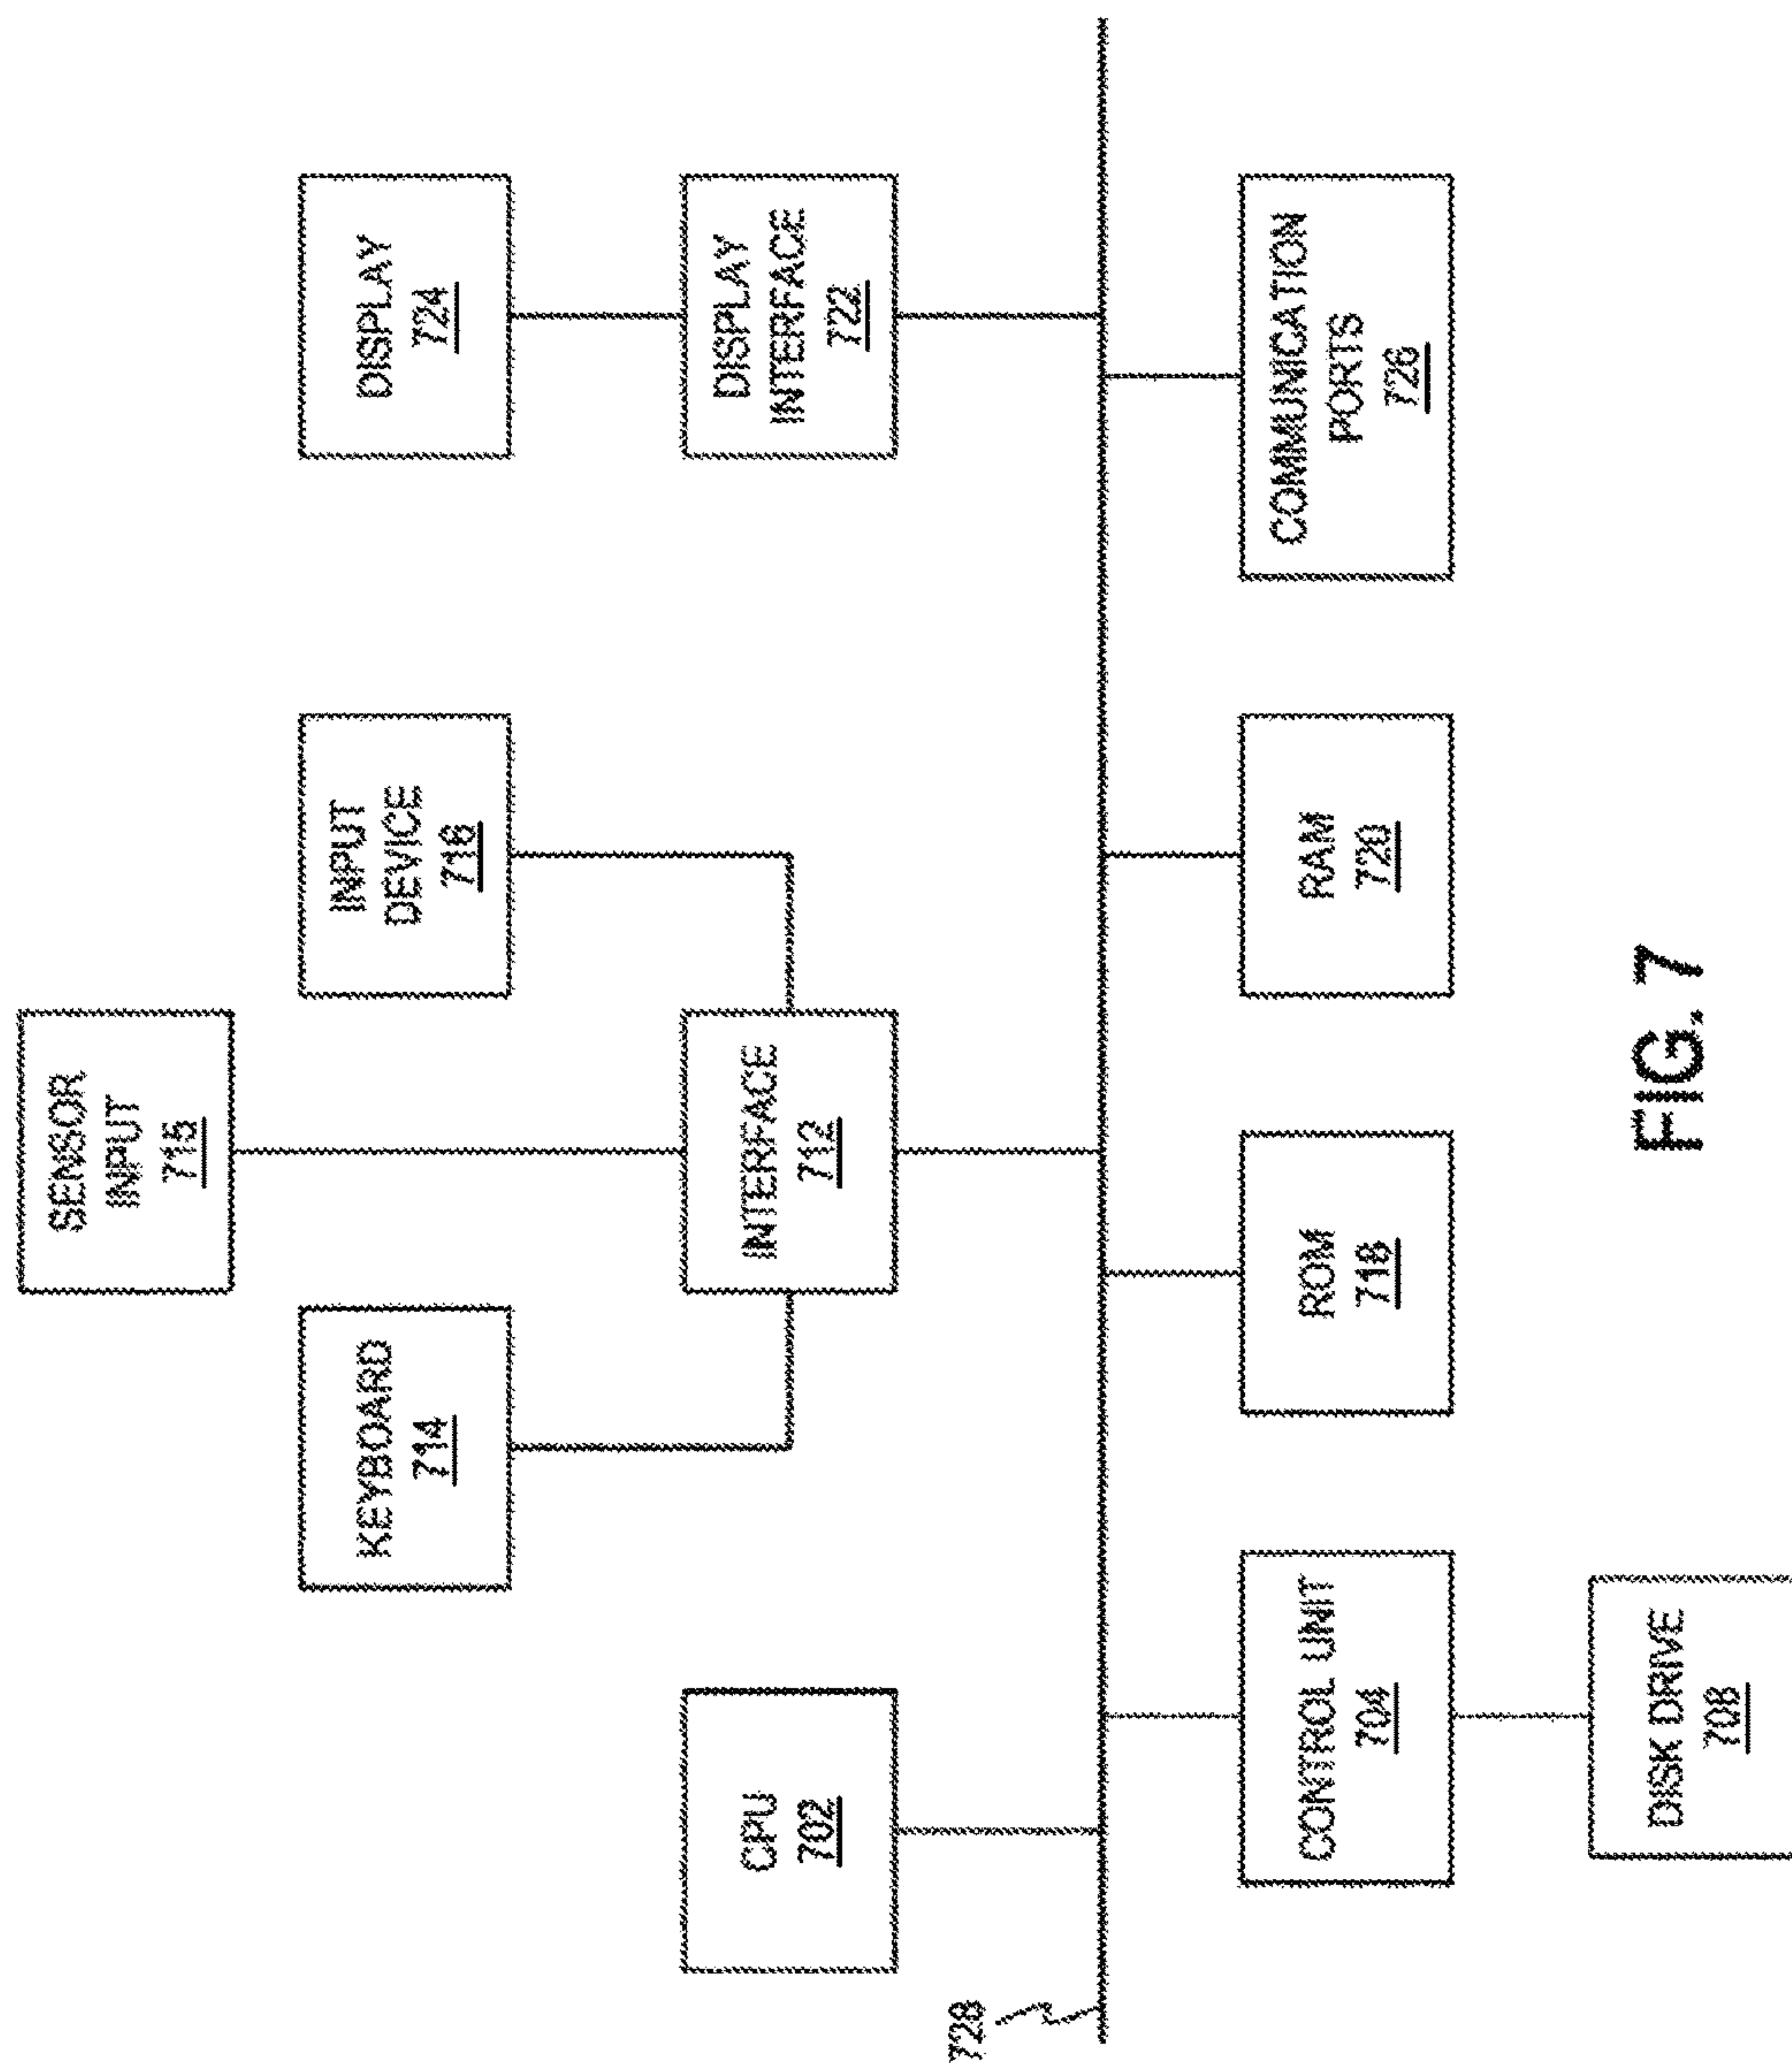 SENSOR
INPUT
715
KEYBOARD
714
INPUT
DEVICE
716
DISPLAY
724
CPU
702
INTERFACE
712
DISPLAY
INTERFACE
722
728
CONTROL UNIT
704
ROM
718
RAM
720
COMMUNICATION
PORTS
726
DISK DRIVE
708
FIG. 7